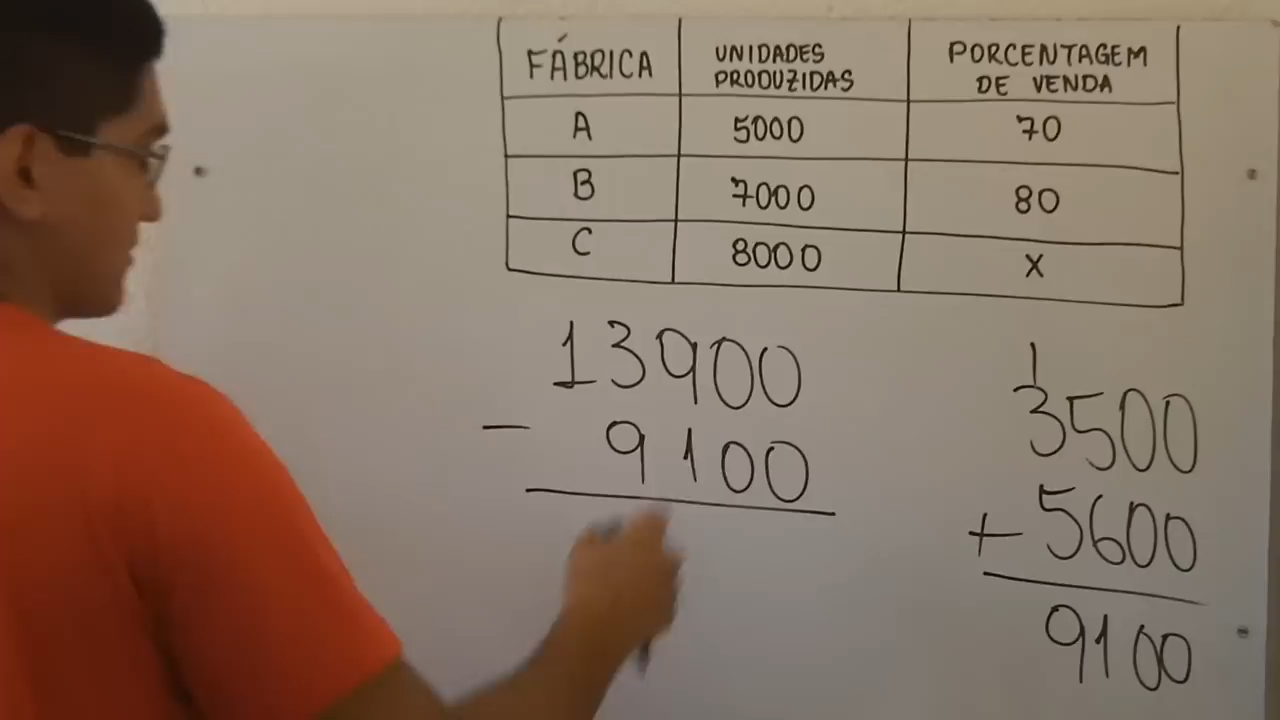 FÁBRICA UNIDADES PRODUZIDAS PORCENTAGEM DE VENDA
A 5000 70
B 7000 80
C 8000 X
13900
- 9100
1
3500
+ 5600
9100